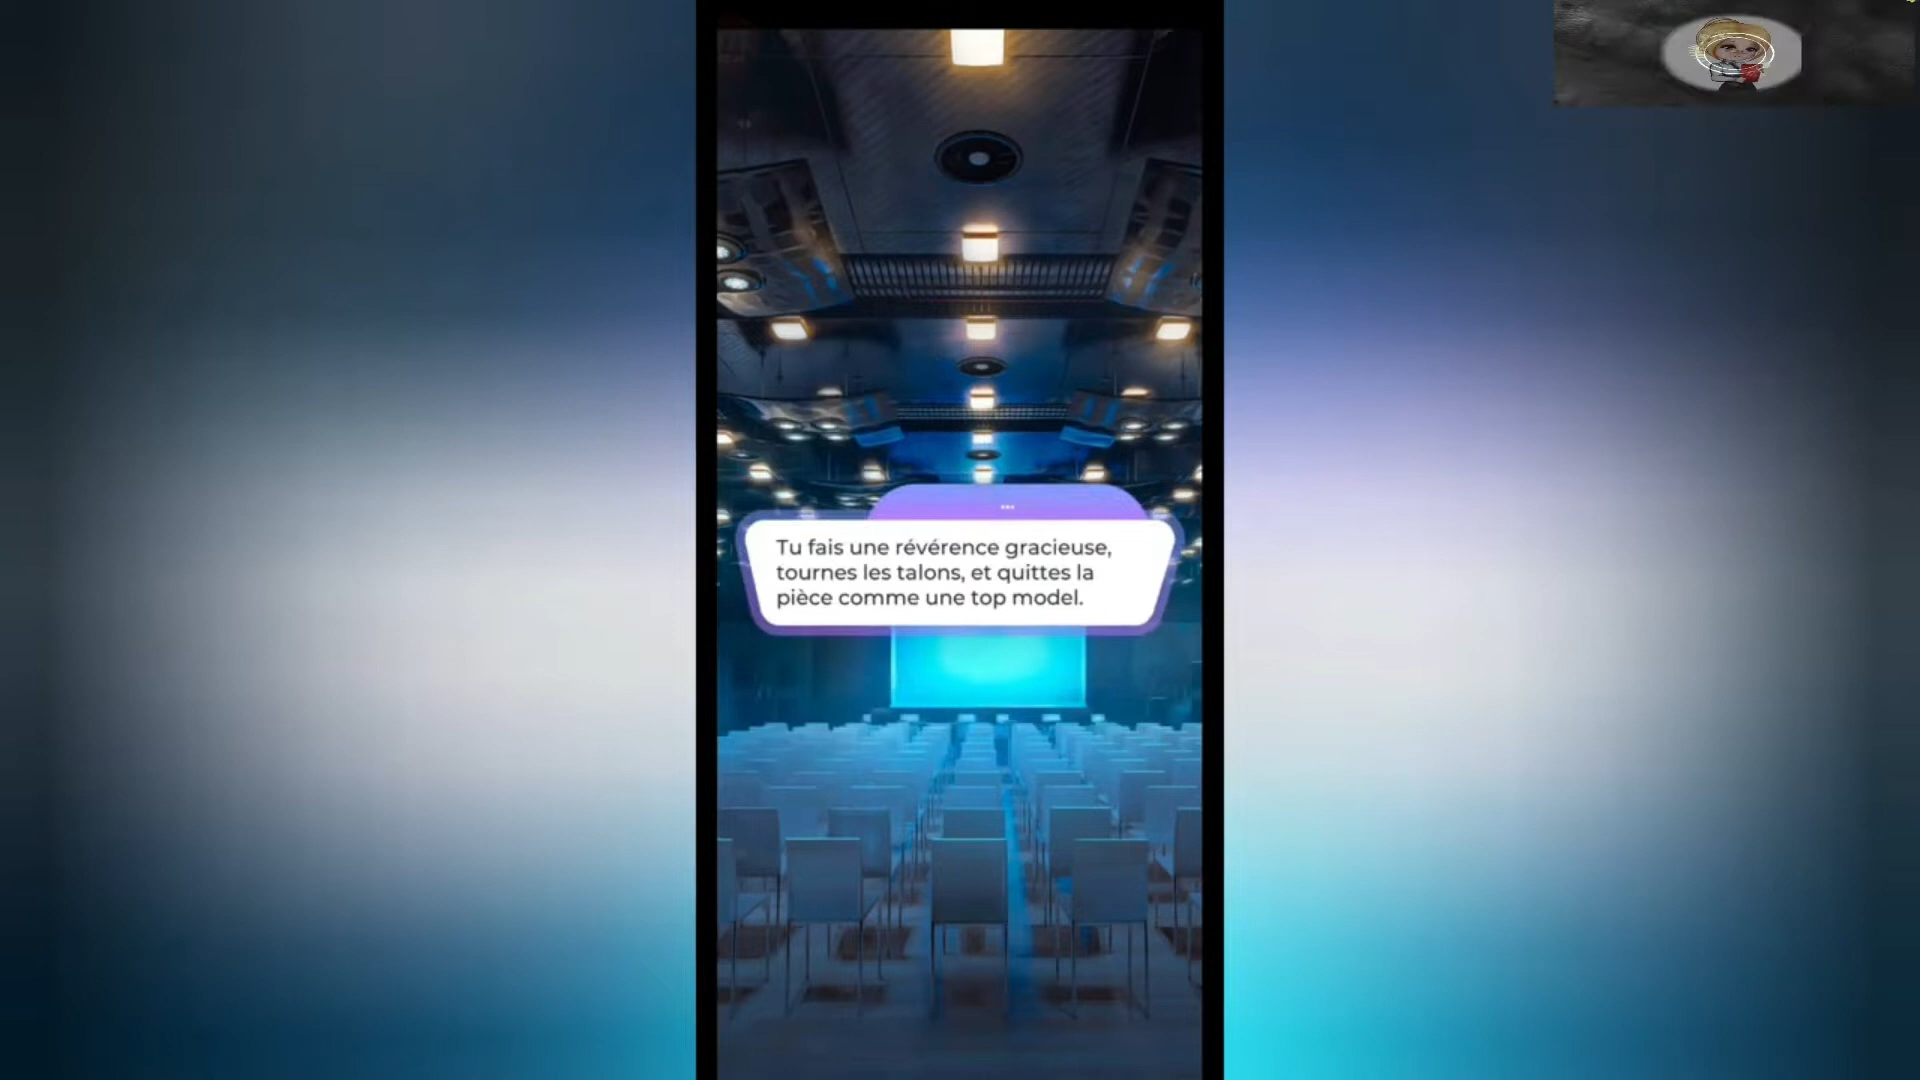 ...
Tu fais une révérence gracieuse,
tournes les talons, et quittes la
pièce comme une top model.